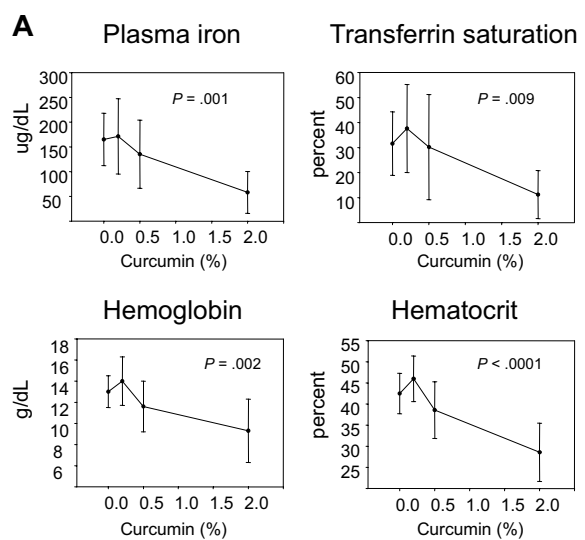 A
Plasma iron
ug/dL
300
250
200
150
100
50
P = .001
0.0 0.5 1.0 1.5 2.0
Curcumin (%)
Transferrin saturation
percent
60
50
40
30
20
10
P = .009
0.0 0.5 1.0 1.5 2.0
Curcumin (%)
Hemoglobin
g/dL
18
16
14
12
10
8
6
P = .002
0.0 0.5 1.0 1.5 2.0
Curcumin (%)
Hematocrit
percent
55
50
45
40
35
30
25
P < .0001
0.0 0.5 1.0 1.5 2.0
Curcumin (%)